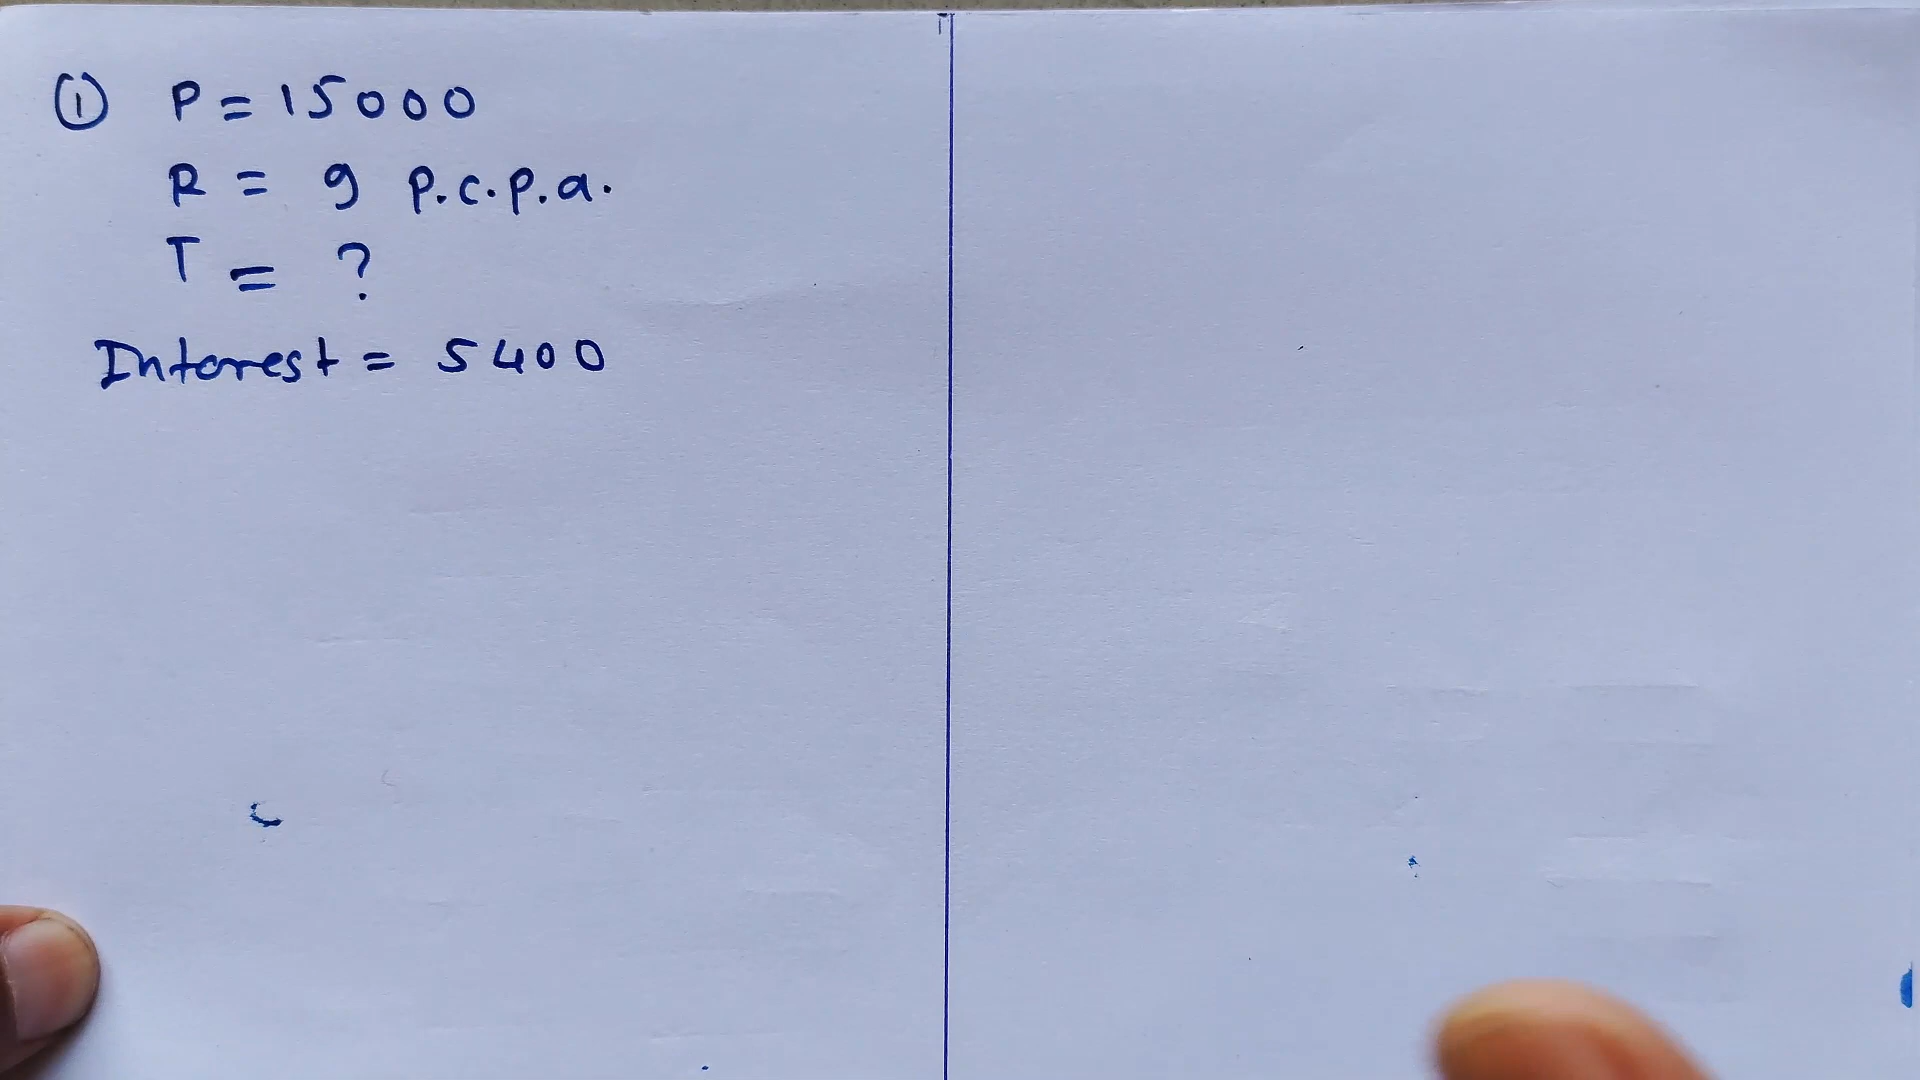 ① P = 15000
R = 9 p.c.p.a.
T = ?
Interest = 5400